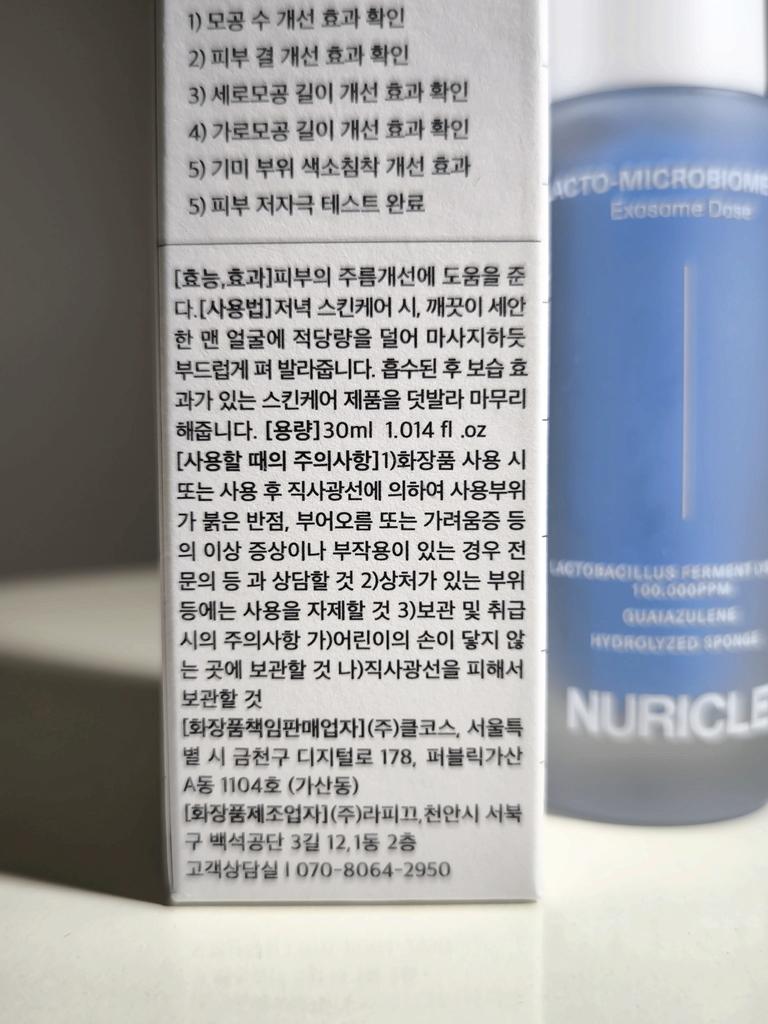 1) 모공 수 개선 효과 확인
2) 피부 결 개선 효과 확인
3) 세로모공 길이 개선 효과 확인
4) 가로모공 길이 개선 효과 확인
5) 기미 부위 색소침착 개선 효과
5) 피부 저자극 테스트 완료
[효능,효과]피부의 주름개선에 도움을 준
다.[사용법]저녁 스킨케어 시, 깨끗이 세안
한 맨 얼굴에 적당량을 덜어 마사지하듯
부드럽게 펴 발라줍니다. 흡수된 후 보습 효
과가 있는 스킨케어 제품을 덧발라 마무리
해줍니다. [용량]30ml 1.014 fl .oz
[사용할 때의 주의사항]1)화장품 사용 시
또는 사용 후 직사광선에 의하여 사용부위
가 붉은 반점, 부어오름 또는 가려움증 등
의 이상 증상이나 부작용이 있는 경우 전
문의 등 과 상담할 것 2)상처가 있는 부위
등에는 사용을 자제할 것 3)보관 및 취급
시의 주의사항 가)어린이의 손이 닿지 않
는 곳에 보관할 것 나)직사광선을 피해서
보관할 것
[화장품책임판매업자](주)클코스, 서울특
별 시 금천구 디지털로 178, 퍼블릭가산
A동 1104호 (가산동)
[화장품제조업자](주)라피끄,천안시 서북
구 백석공단 3길 12,1동 2층
고객상담실 I 070-8064-2950
ACTO-MICROBIOME
Exosome Dose
LACTOBACILLUS FERMENT
100,000PPM
GUAIAZULENE
HYDROLYZED SPONGE
NURICLE